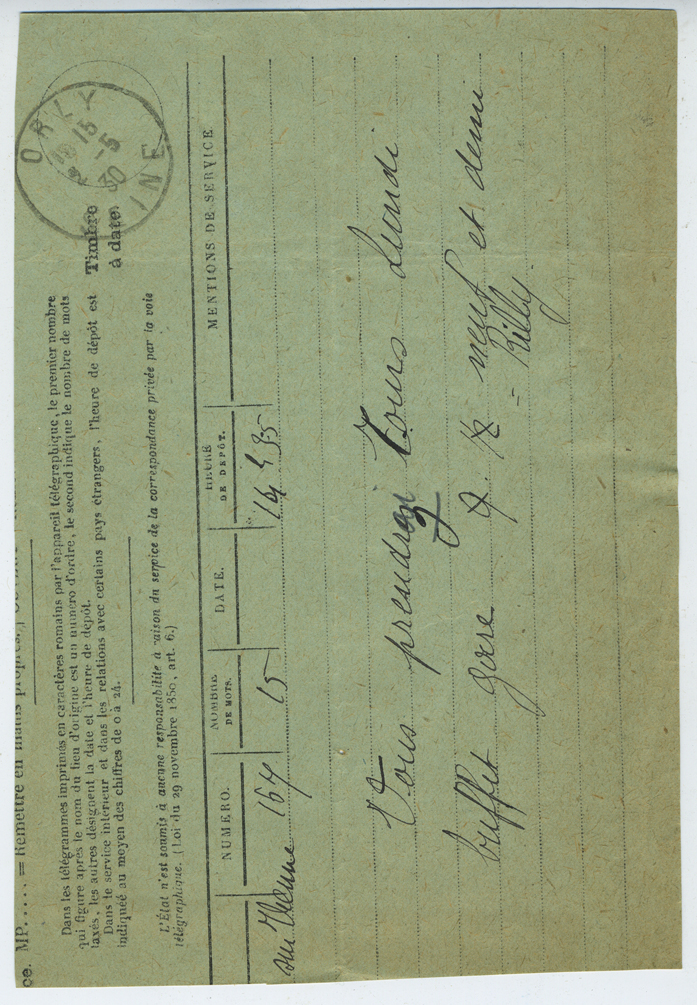 ce. MP..... = Remettre en mains propres.
Dans les télégrammes imprimés en caractères romains par l'appareil télégraphique, le premier nombre
qui figure après le nom du lieu d'origine est un numéro d'ordre, le second indique le nombre de mots
taxés, les autres désignent la date et l'heure de dépôt.
Dans le service intérieur et dans les relations avec certains pays étrangers, l'heure de dépôt est
indiquée au moyen des chiffres de 0 à 24.
Timbre
à date
ORLY
15
-5
30
INE
L'État n'est soumis à aucune responsabilité à raison du service de la correspondance privée par la voie
télégraphique. (Loi du 29 novembre 1850, art. 6.)
NUMÉRO.
NOMBRE
DE MOTS.
DATE.
HEURE
DE DÉPÔT.
MENTIONS DE SERVICE
sur Vienne 164 15 14 h 35
Vous prendrai Tours Lundi
buffet gare 9 h neuf et demi
= Rilly